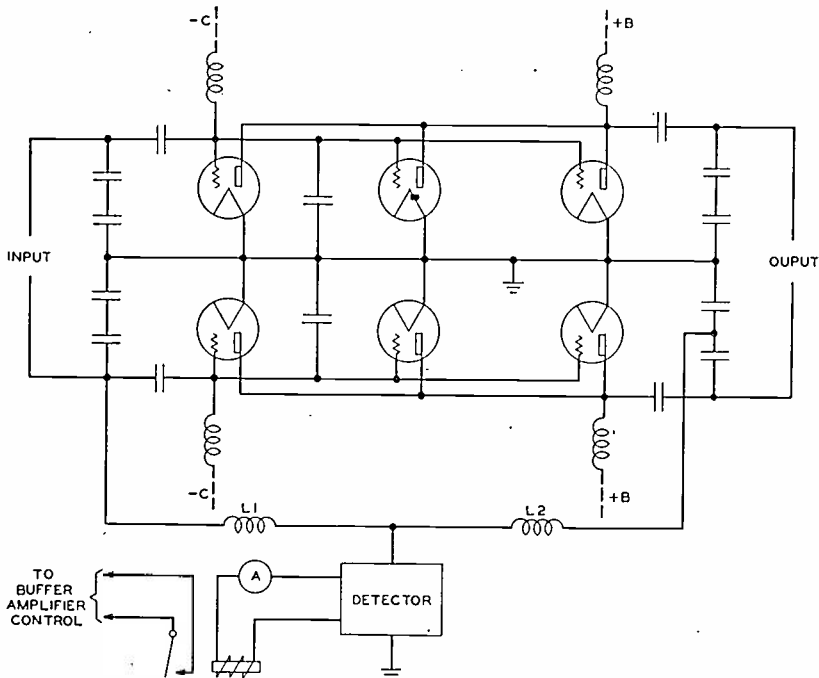 -C
+B
INPUT
OUPUT
-C
+B
L1
L2
A
DETECTOR
TO
BUFFER
AMPLIFIER
CONTROL